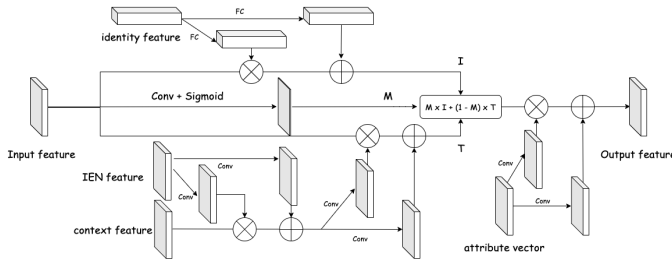 FC
FC
identity feature
I
Conv + Sigmoid
M
M x I + (1 - M) x T
Input feature
T
Output feature
IEN feature
Conv
Conv
Conv
Conv
Conv
Conv
context feature
Conv
attribute vector